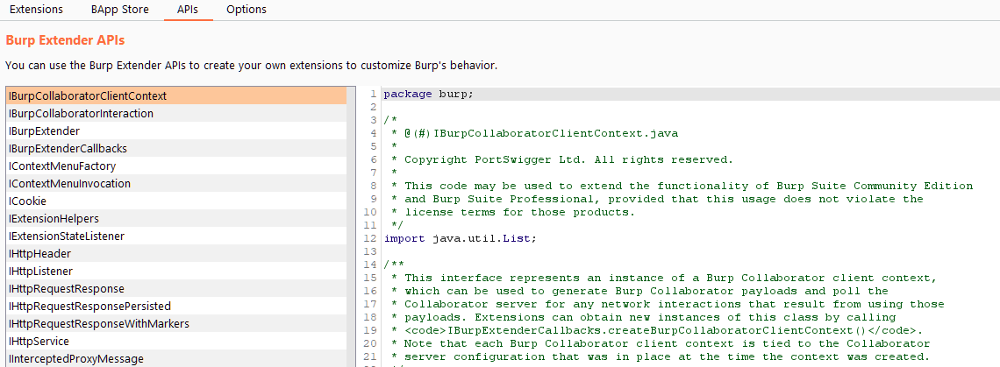 Extensions BApp Store APIs Options
Burp Extender APIs
You can use the Burp Extender APIs to create your own extensions to customize Burp's behavior.
IBurpCollaboratorClientContext
IBurpCollaboratorInteraction
IBurpExtender
IBurpExtenderCallbacks
IContextMenuFactory
IContextMenuInvocation
ICookie
IExtensionHelpers
IExtensionStateListener
IHttpHeader
IHttpListener
IHttpRequestResponse
IHttpRequestResponsePersisted
IHttpRequestResponseWithMarkers
IHttpService
IInterceptedProxyMessage
1 package burp;
2
3 /*
4 * @(#)IBurpCollaboratorClientContext.java
5 *
6 * Copyright PortSwigger Ltd. All rights reserved.
7 *
8 * This code may be used to extend the functionality of Burp Suite Community Edition
9 * and Burp Suite Professional, provided that this usage does not violate the
10 * license terms for those products.
11 */
12 import java.util.List;
13
14 /**
15 * This interface represents an instance of a Burp Collaborator client context,
16 * which can be used to generate Burp Collaborator payloads and poll the
17 * Collaborator server for any network interactions that result from using those
18 * payloads. Extensions can obtain new instances of this class by calling
19 * <code>IBurpExtenderCallbacks.createBurpCollaboratorClientContext()</code>.
20 * Note that each Burp Collaborator client context is tied to the Collaborator
21 * server configuration that was in place at the time the context was created.